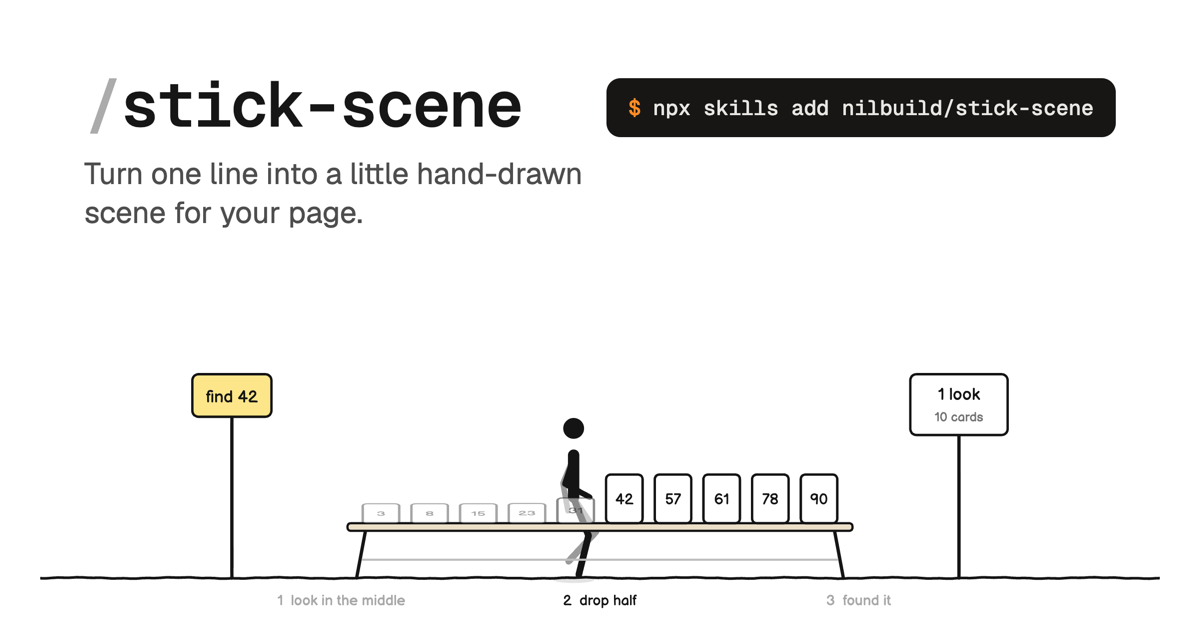 /stick-scene
$ npx skills add nilbuild/stick-scene
Turn one line into a little hand-drawn
scene for your page.
find 42
1 look
10 cards
3 8 15 23 31 42 57 61 78 90
1 look in the middle
2 drop half
3 found it